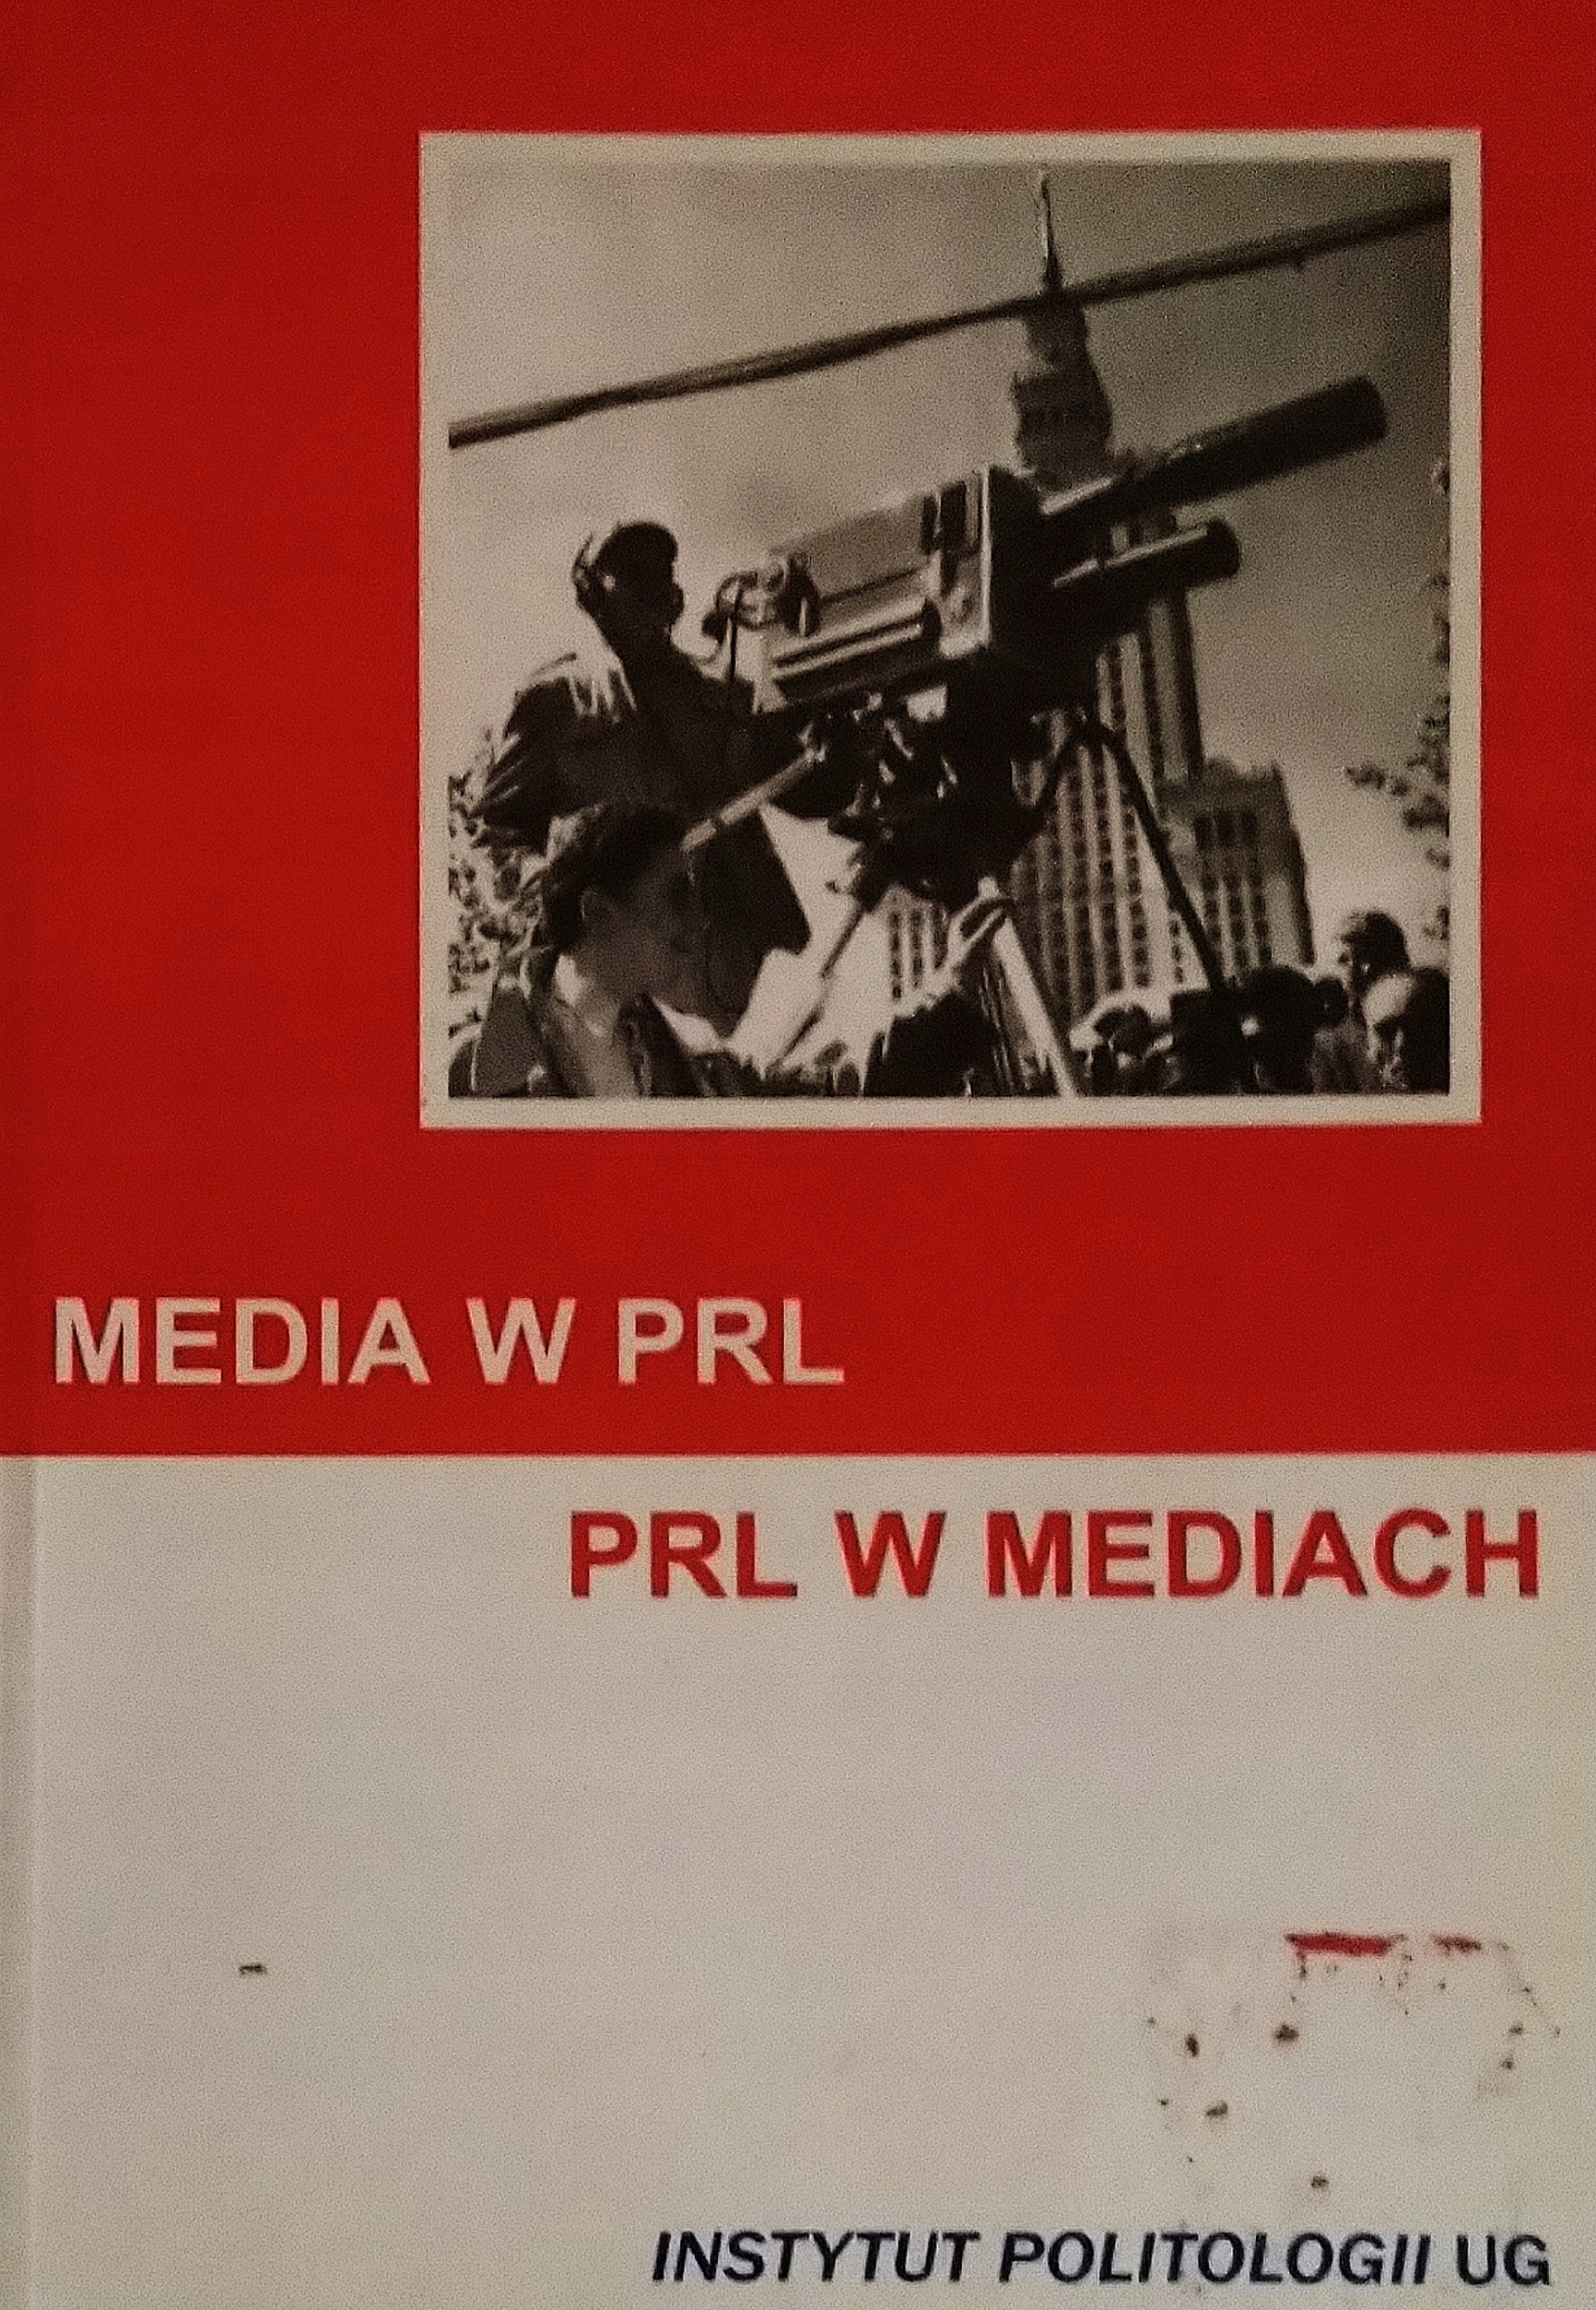 MEDIA W PRL
PRL W MEDIACH
INSTYTUT POLITOLOGII UG